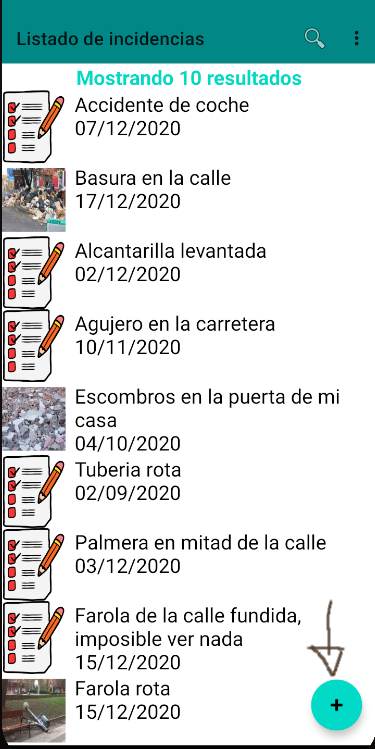 Listado de incidencias
Mostrando 10 resultados
Accidente de coche
07/12/2020
Basura en la calle
17/12/2020
Alcantarilla levantada
02/12/2020
Agujero en la carretera
10/11/2020
Escombros en la puerta de mi
casa
04/10/2020
Tuberia rota
02/09/2020
Palmera en mitad de la calle
03/12/2020
Farola de la calle fundida,
imposible ver nada
15/12/2020
Farola rota
15/12/2020
+